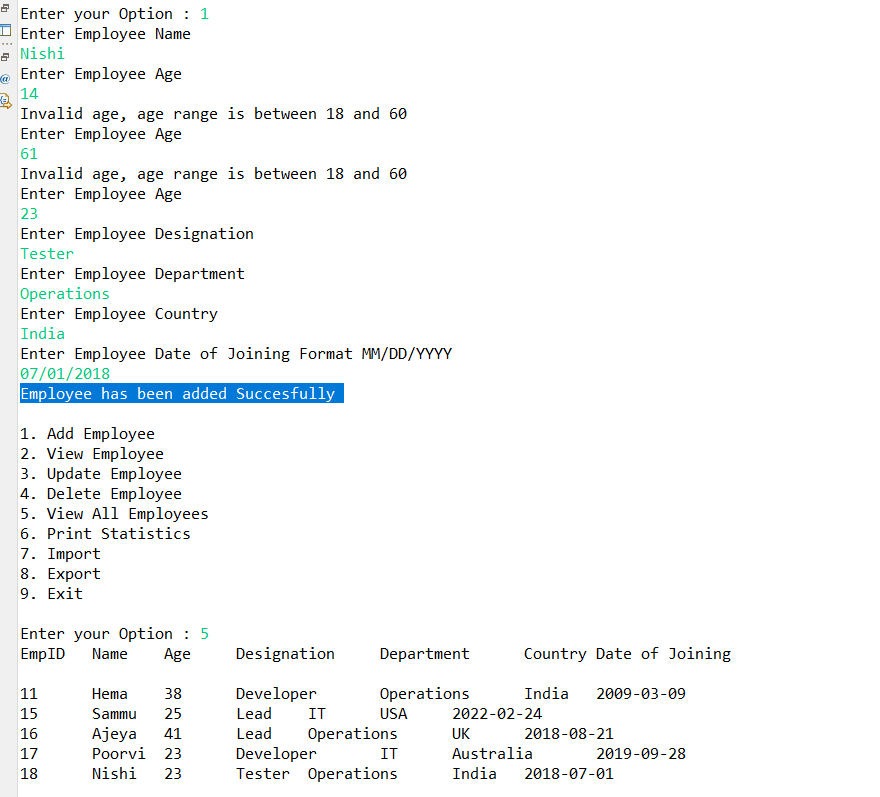 Enter your Option : 1
Enter Employee Name
Nishi
Enter Employee Age
14
Invalid age, age range is between 18 and 60
Enter Employee Age
61
Invalid age, age range is between 18 and 60
Enter Employee Age
23
Enter Employee Designation
Tester
Enter Employee Department
Operations
Enter Employee Country
India
Enter Employee Date of Joining Format MM/DD/YYYY
07/01/2018
Employee has been added Succesfully
1. Add Employee
2. View Employee
3. Update Employee
4. Delete Employee
5. View All Employees
6. Print Statistics
7. Import
8. Export
9. Exit
Enter your Option : 5
EmpID Name Age Designation Department Country Date of Joining
11 Hema 38 Developer Operations India 2009-03-09
15 Sammu 25 Lead IT USA 2022-02-24
16 Ajeya 41 Lead Operations UK 2018-08-21
17 Poorvi 23 Developer IT Australia 2019-09-28
18 Nishi 23 Tester Operations India 2018-07-01